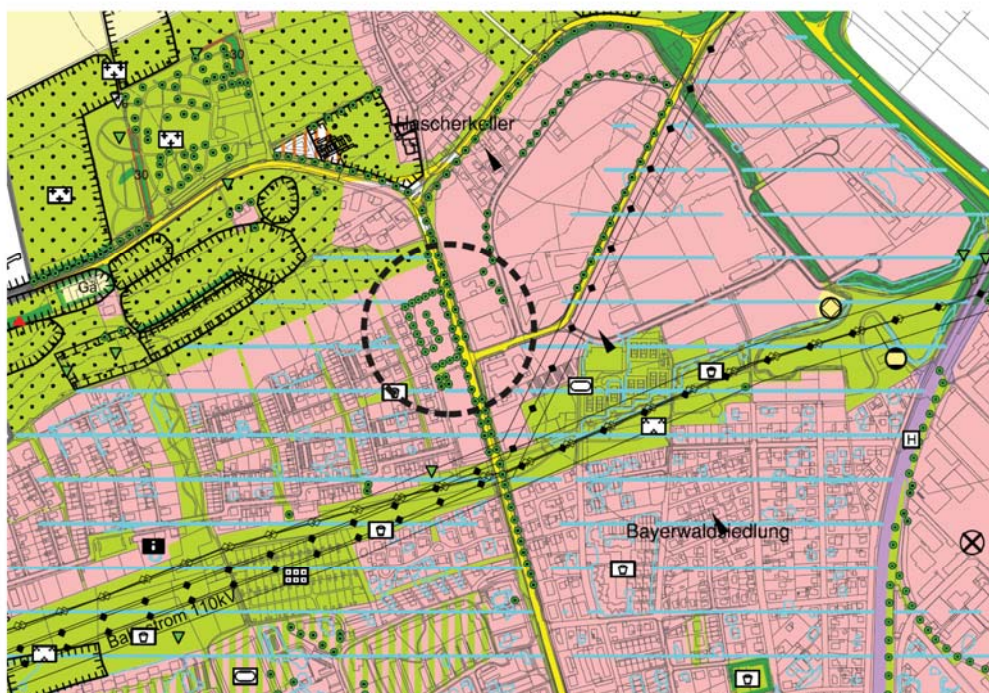 30
Hascherkeller
30
Ga
H
Bayerwaldsiedlung
Bahnstrom 110kV